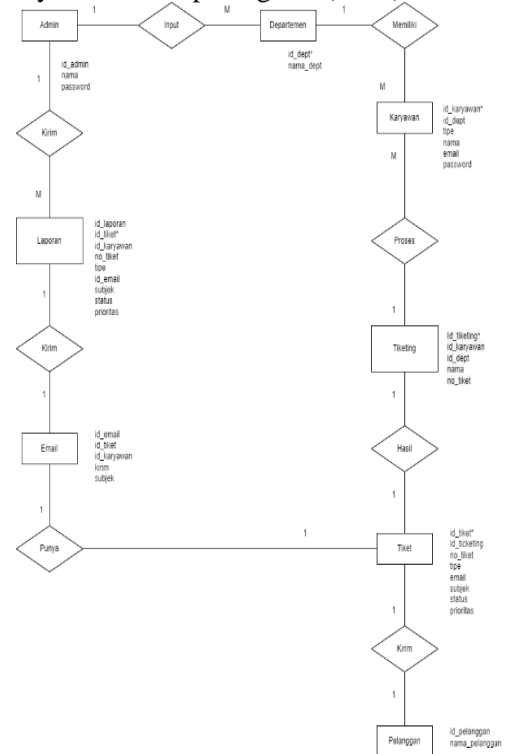 Admin
1
Input
M
Departemen
1
Memiliki
id_admin
nama
password
id_dept*
nama_dept
1
M
Kirim
Karyawan
id_karyawan*
id_dept
tipe
nama
email
password
M
M
Laporan
id_laporan
id_tiket*
id_karyawan
no_tiket
tipe
id_email
subjek
status
prioritas
Proses
1
1
Kirim
Tiketing
Id_tiketing*
id_karyawan
id_dept
nama
no_tiket
1
1
Email
id_email
id_tiket
id_karyawan
kirim
subjek
Hasil
1
1
Punya
1
Tiket
id_tiket*
id_ticketing
no_tiket
tipe
email
subjek
status
prioritas
1
Kirim
1
Pelanggan
id_pelanggan
nama_pelanggan